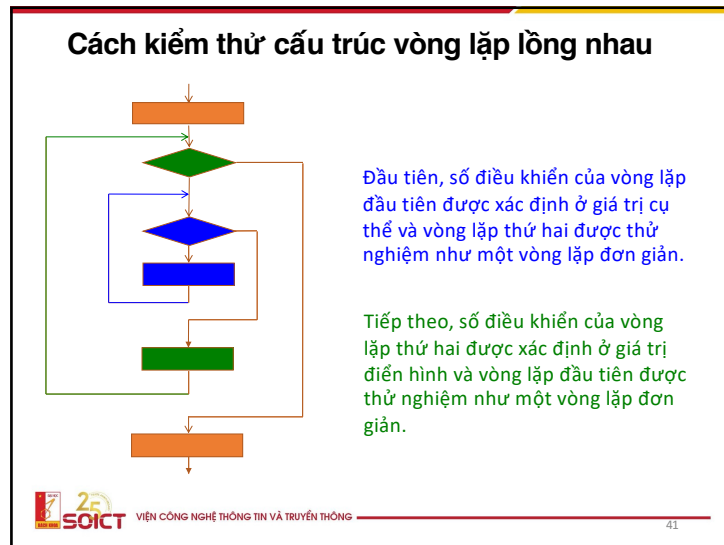 Cách kiểm thử cấu trúc vòng lặp lồng nhau
Đầu tiên, số điều khiển của vòng lặp
đầu tiên được xác định ở giá trị cụ
thể và vòng lặp thứ hai được thử
nghiệm như một vòng lặp đơn giản.
Tiếp theo, số điều khiển của vòng
lặp thứ hai được xác định ở giá trị
điển hình và vòng lặp đầu tiên được
thử nghiệm như một vòng lặp đơn
giản.
25
SOICT
VIỆN CÔNG NGHỆ THÔNG TIN VÀ TRUYỀN THÔNG
41